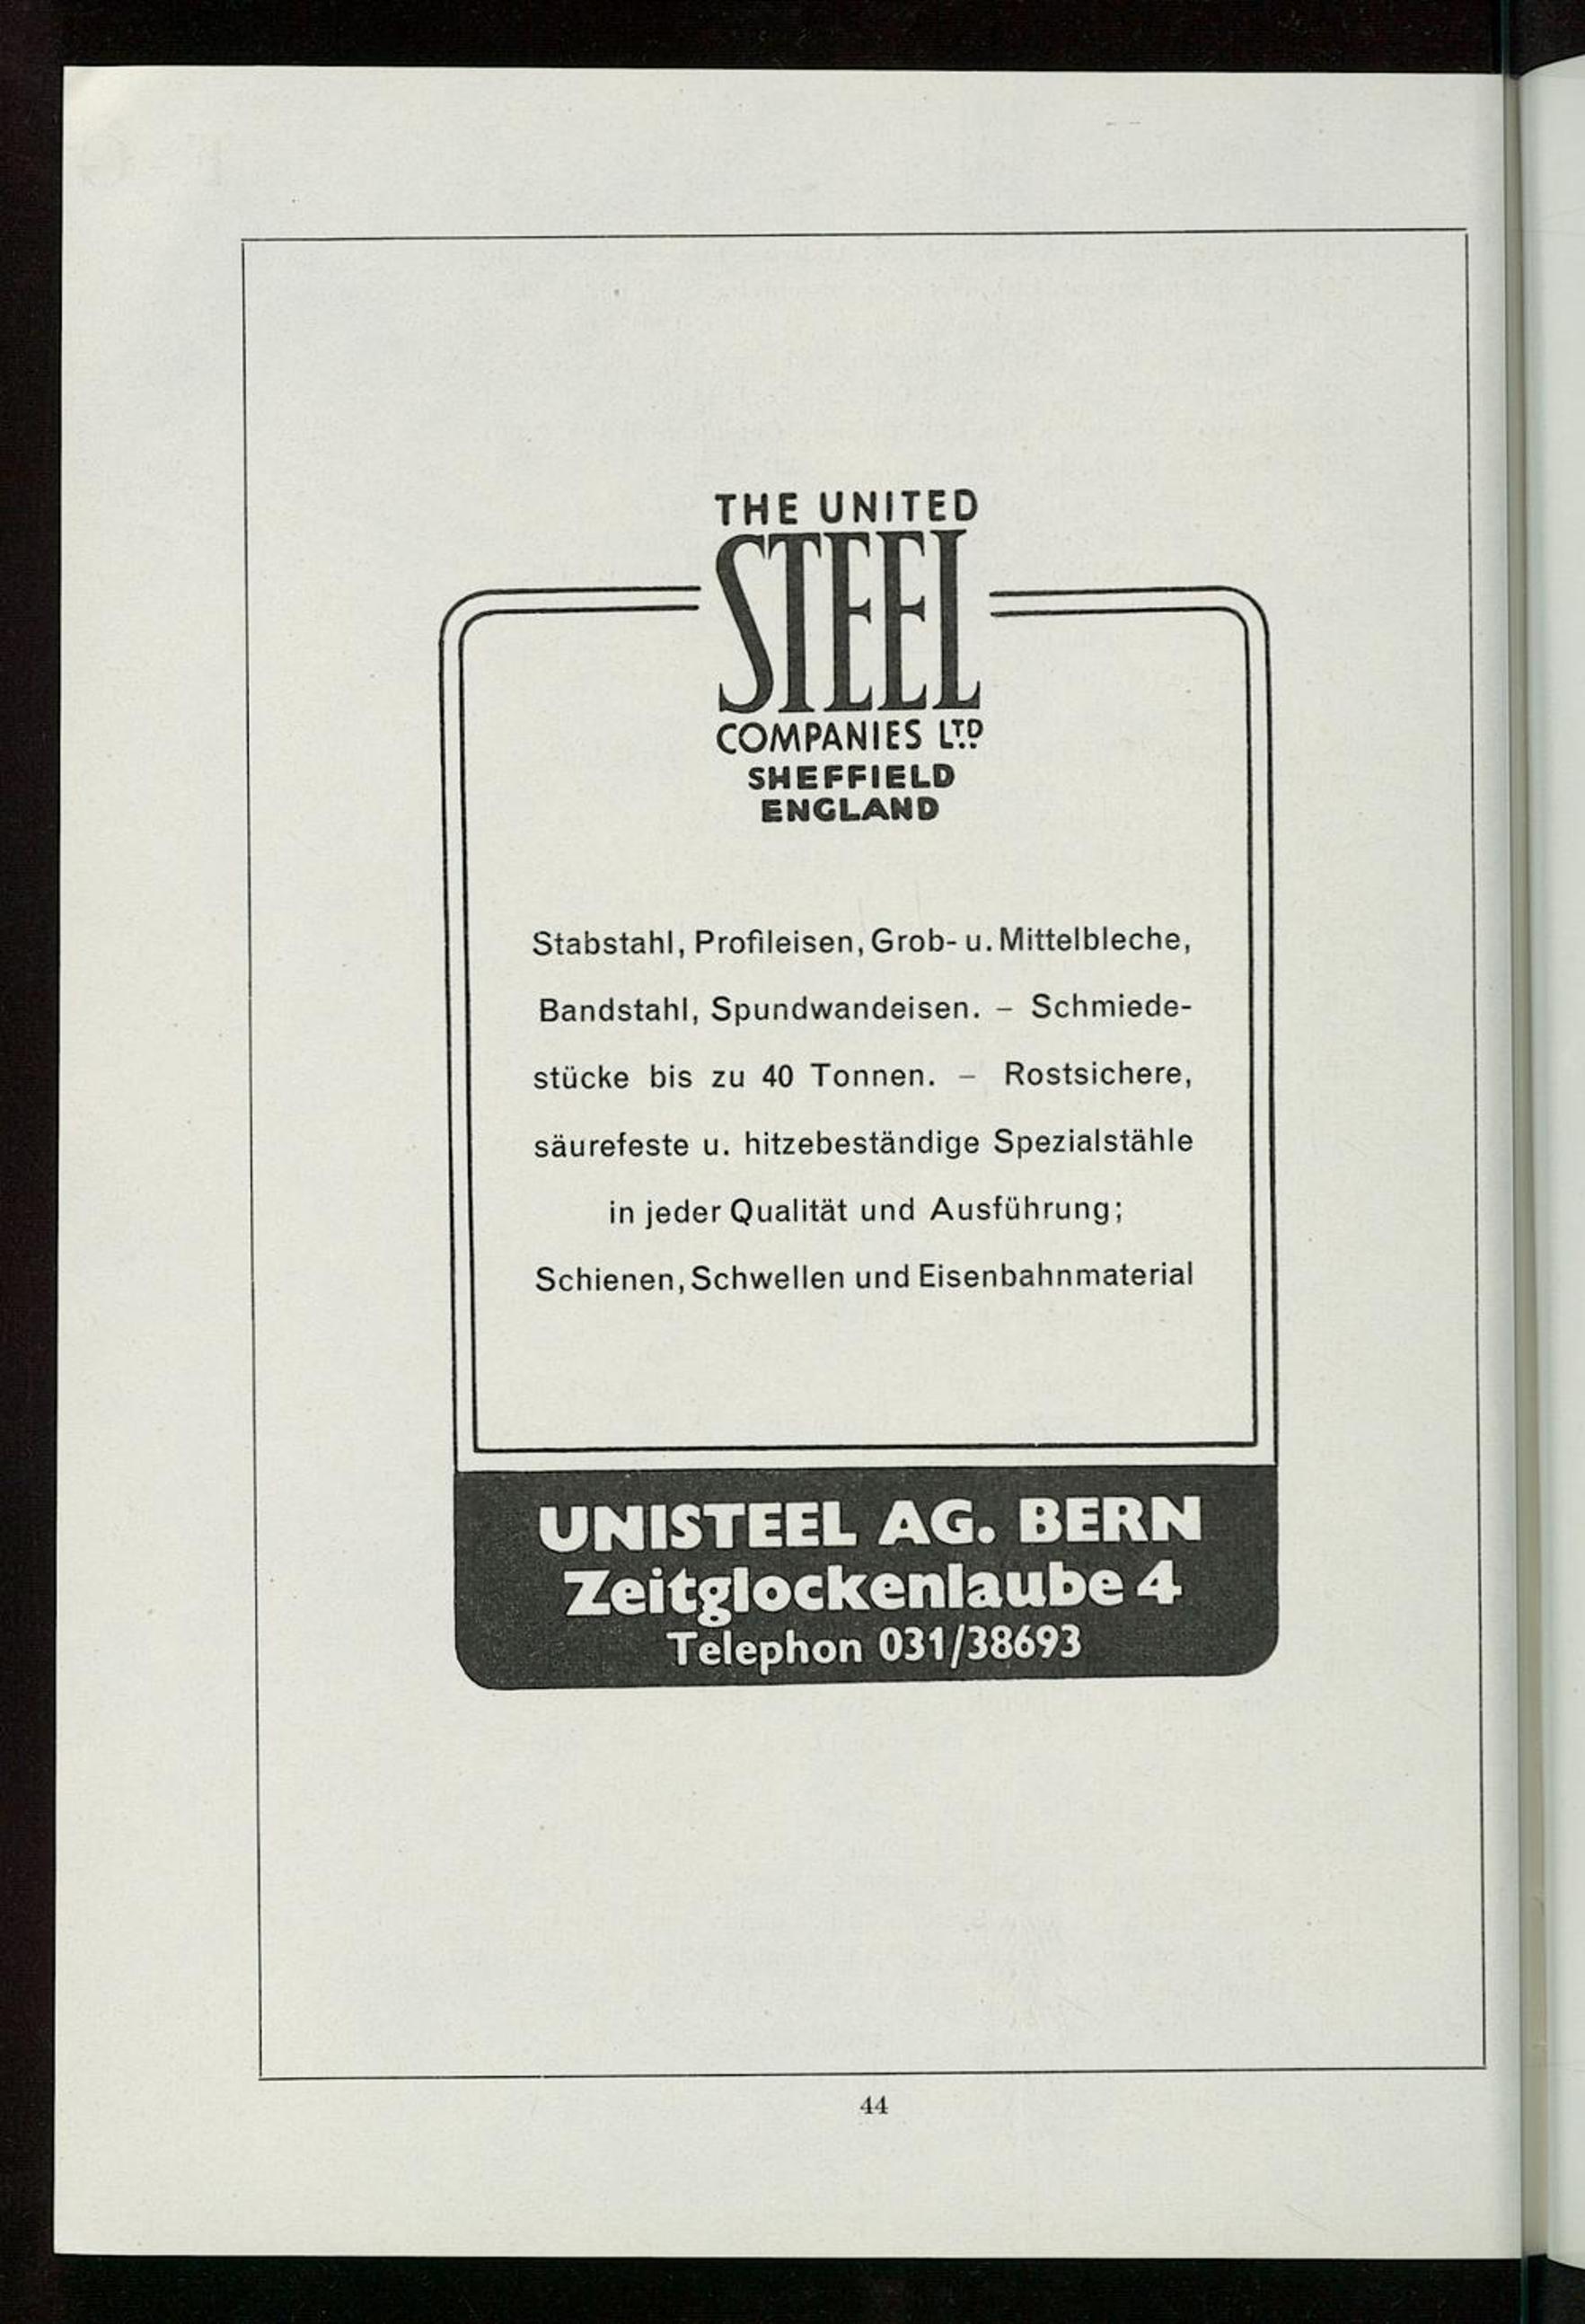 THE UNITED
STEEL
COMPANIES LTD.
SHEFFIELD
ENGLAND
Stabstahl, Profileisen, Grob- u. Mittelbleche,
Bandstahl, Spundwandeisen. – Schmiede-
stücke bis zu 40 Tonnen. – Rostsichere,
säurefeste u. hitzebeständige Spezialstähle
in jeder Qualität und Ausführung;
Schienen, Schwellen und Eisenbahnmaterial
UNISTEEL AG. BERN
Zeitglockenlaube 4
Telephon 031/38693
44